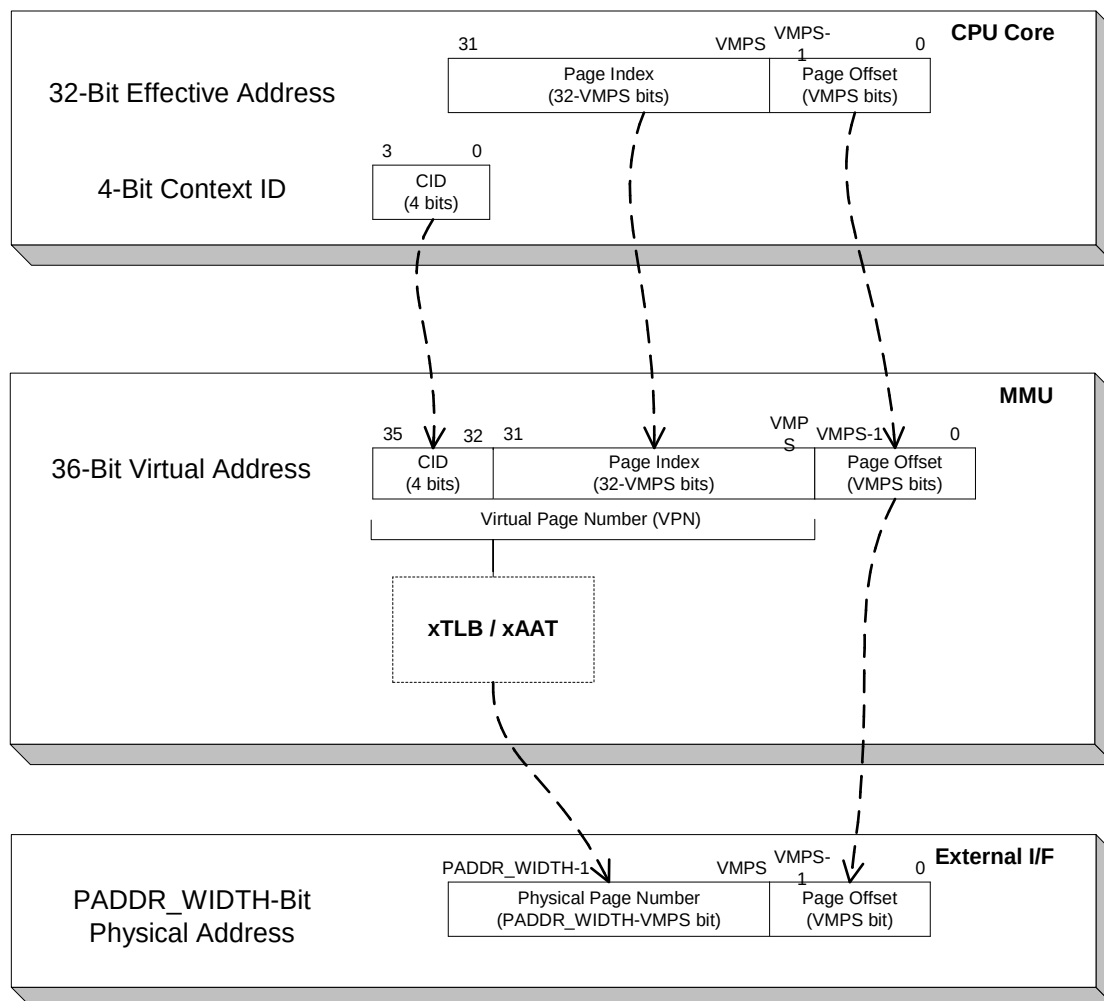 CPU Core
31 VMPS VMPS-
1 0
32-Bit Effective Address
Page Index
(32-VMPS bits)
Page Offset
(VMPS bits)
3 0
4-Bit Context ID
CID
(4 bits)
MMU
35 32 31 VMP
S VMPS-1 0
36-Bit Virtual Address
CID
(4 bits)
Page Index
(32-VMPS bits)
Page Offset
(VMPS bits)
Virtual Page Number (VPN)
xTLB / xAAT
External I/F
PADDR_WIDTH-1 VMPS VMPS-
1 0
PADDR_WIDTH-Bit
Physical Address
Physical Page Number
(PADDR_WIDTH-VMPS bit)
Page Offset
(VMPS bit)